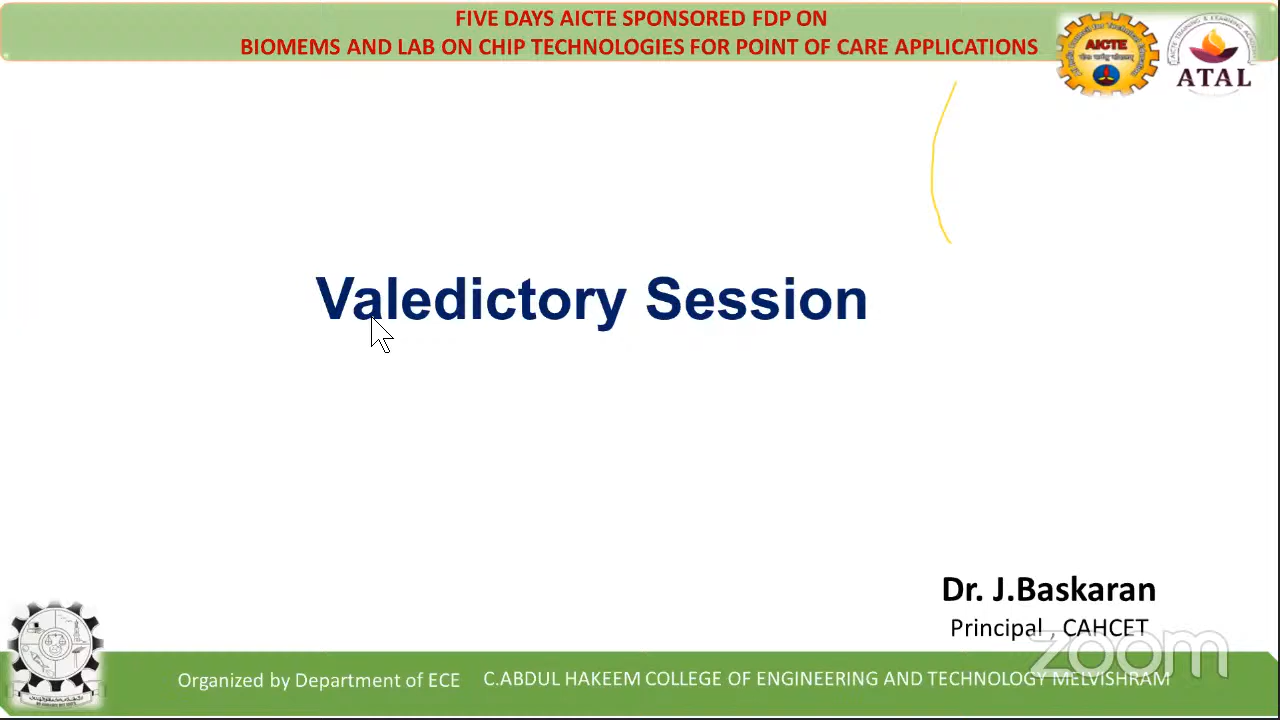 FIVE DAYS AICTE SPONSORED FDP ON
BIOMEMS AND LAB ON CHIP TECHNOLOGIES FOR POINT OF CARE APPLICATIONS
AICTE
ATAL
Valedictory Session
Dr. J.Baskaran
Principal , CAHCET
zoom
Organized by Department of ECE C.ABDUL HAKEEM COLLEGE OF ENGINEERING AND TECHNOLOGY MELVISHRAM